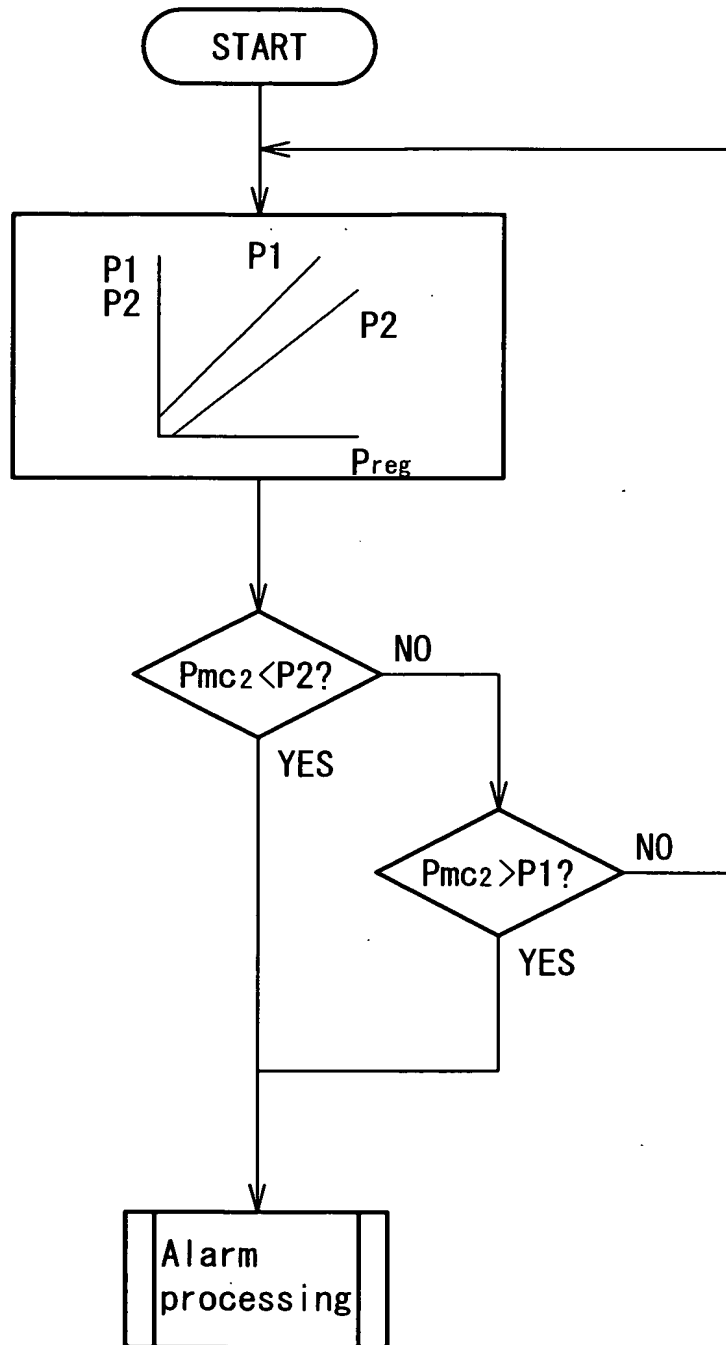 START
P1
P1
P2
P2
Preg
Pmc2<P2?
NO
YES
Pmc2>P1?
NO
YES
Alarm
processing